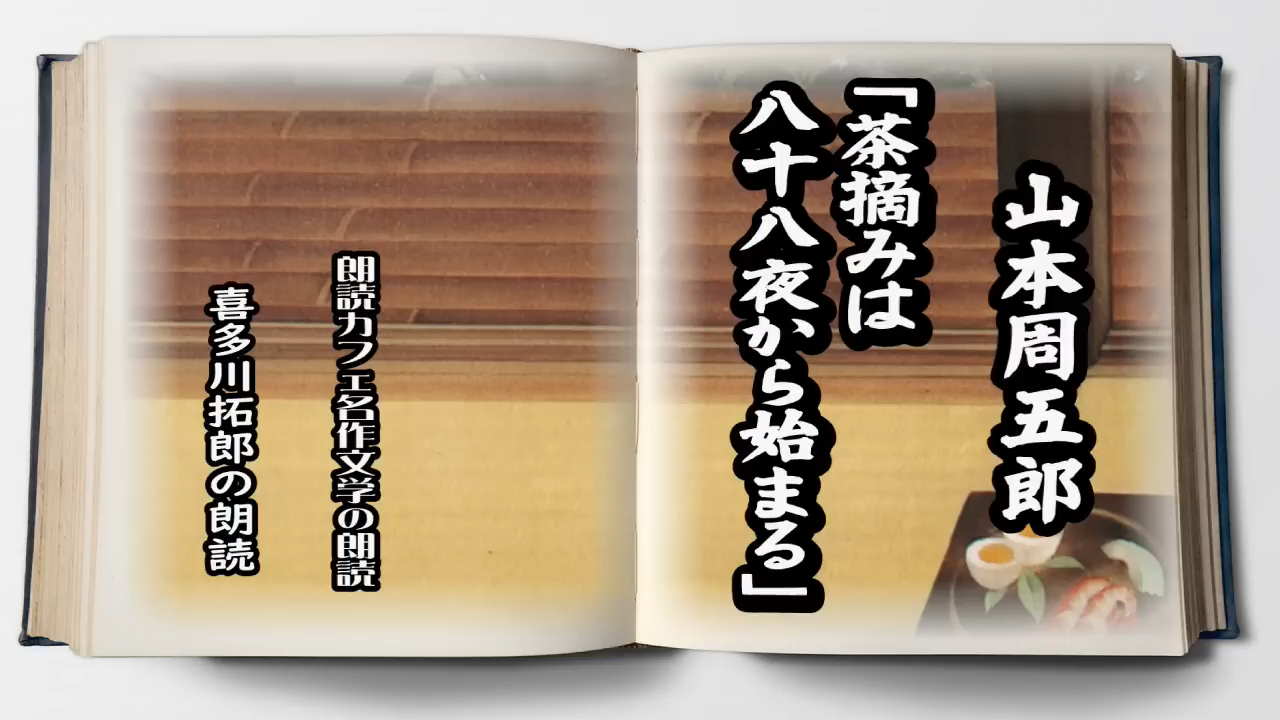 山本周五郎
「茶摘みは
八十八夜から始まる」
朗読カフェ名作文学の朗読
喜多川拓郎の朗読